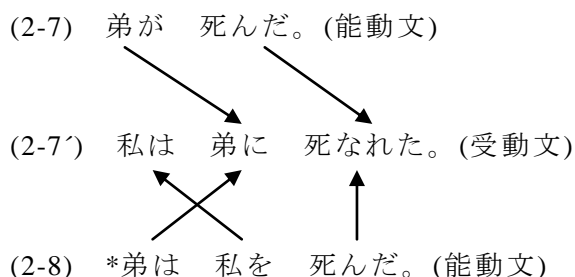 (2-7) 弟が 死んだ。(能動文)
(2-7´) 私は 弟に 死なれた。(受動文)
(2-8) *弟は 私を 死んだ。(能動文)